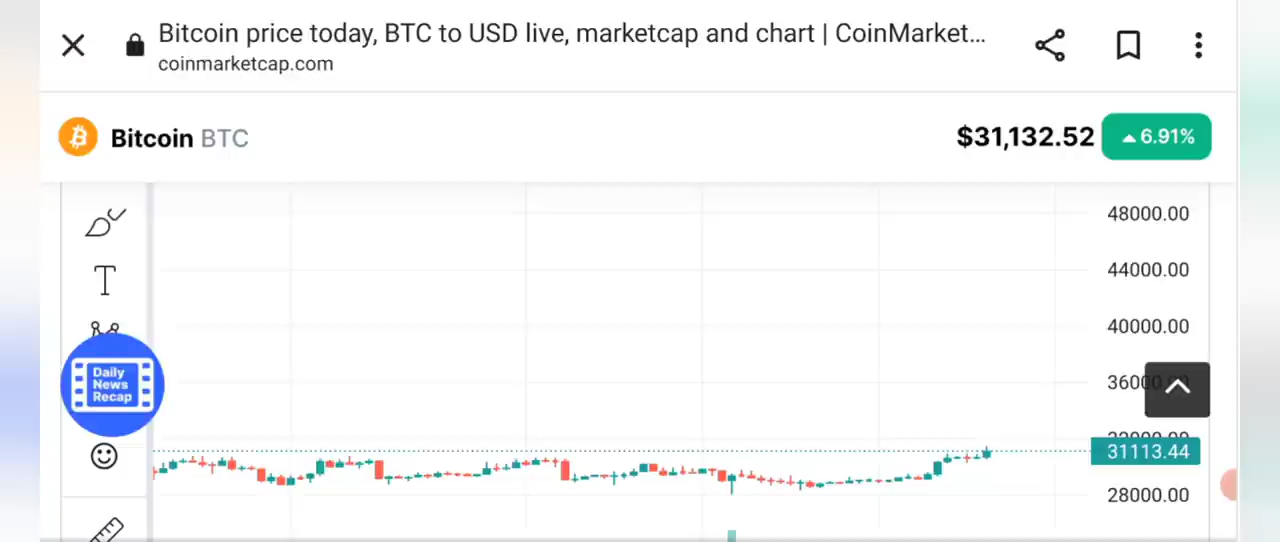 Bitcoin price today, BTC to USD live, marketcap and chart | CoinMarket...
coinmarketcap.com
Bitcoin BTC
$31,132.52
6.91%
48000.00
44000.00
40000.00
Daily
News
Recap
31113.44
28000.00